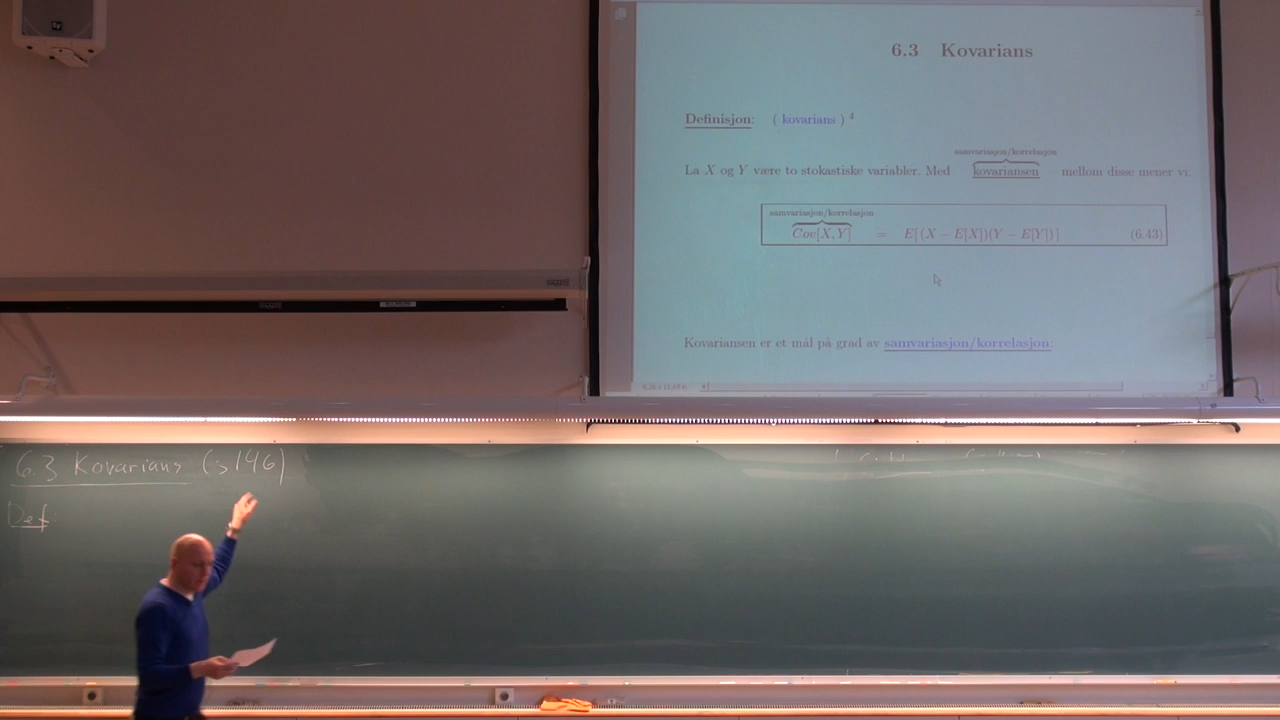 6.3 Kovarians
Definisjon: ( kovarians ) 4
samvariasjon/korrelasjon
La X og Y være to stokastiske variabler. Med kovariansen mellom disse mener vi:
samvariasjon/korrelasjon
Cov[X, Y] = E[ (X − E[X])(Y − E[Y]) ] (6.43)
Kovariansen er et mål på grad av samvariasjon/korrelasjon:
6.3 Kovarians (s 146)
Def: